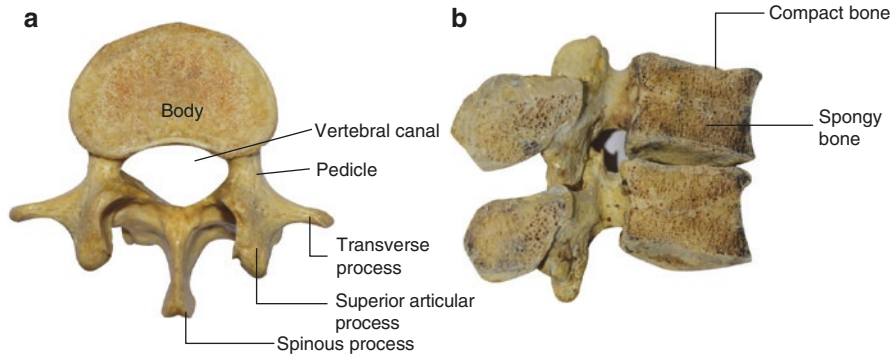 a
Body
Vertebral canal
Pedicle
Transverse
process
Superior articular
process
Spinous process
b
Compact bone
Spongy
bone